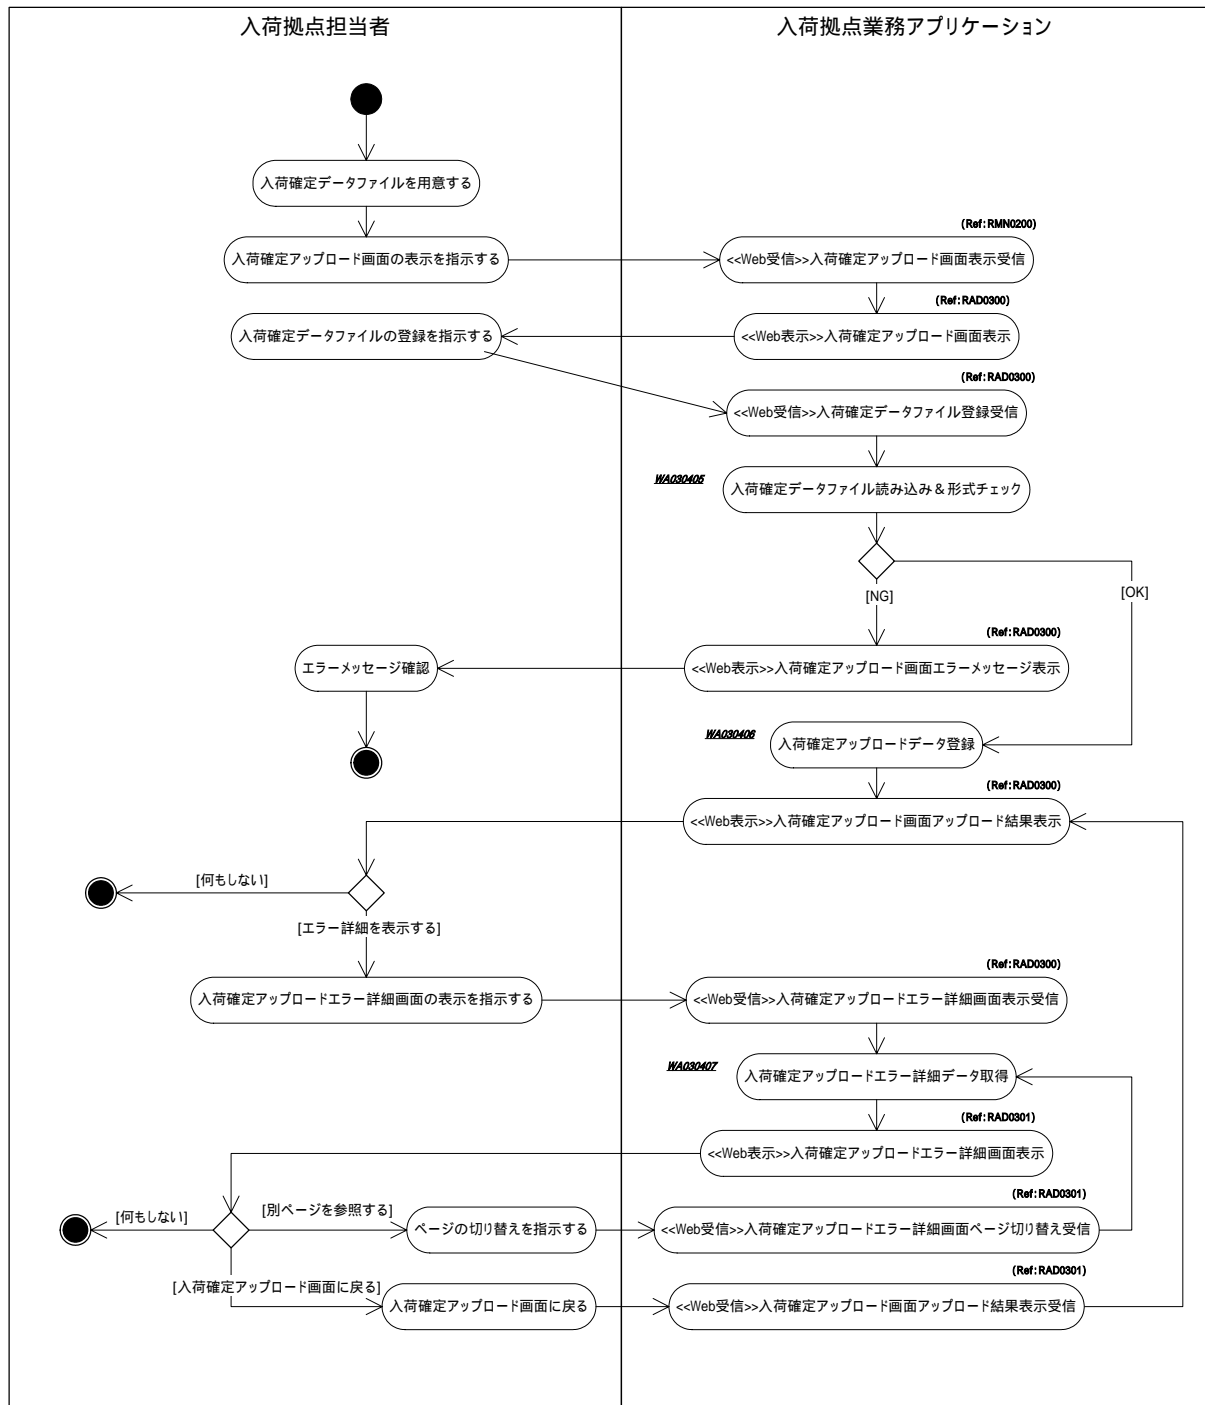 入荷拠点担当者
入荷拠点業務アプリケーション
入荷確定データファイルを用意する
(Ref:RMN0200)
入荷確定アップロード画面の表示を指示する
<<Web受信>>入荷確定アップロード画面表示受信
(Ref:RAD0300)
入荷確定データファイルの登録を指示する
<<Web表示>>入荷確定アップロード画面表示
(Ref:RAD0300)
<<Web受信>>入荷確定データファイル登録受信
WA030405
入荷確定データファイル読み込み＆形式チェック
[NG]
[OK]
(Ref:RAD0300)
エラーメッセージ確認
<<Web表示>>入荷確定アップロード画面エラーメッセージ表示
WA030406
入荷確定アップロードデータ登録
(Ref:RAD0300)
<<Web表示>>入荷確定アップロード画面アップロード結果表示
[何もしない]
[エラー詳細を表示する]
(Ref:RAD0300)
入荷確定アップロードエラー詳細画面の表示を指示する
<<Web受信>>入荷確定アップロードエラー詳細画面表示受信
WA030407
入荷確定アップロードエラー詳細データ取得
(Ref:RAD0301)
<<Web表示>>入荷確定アップロードエラー詳細画面表示
(Ref:RAD0301)
[何もしない]
[別ページを参照する]
ページの切り替えを指示する
<<Web受信>>入荷確定アップロードエラー詳細画面ページ切り替え受信
(Ref:RAD0301)
[入荷確定アップロード画面に戻る]
入荷確定アップロード画面に戻る
<<Web受信>>入荷確定アップロード画面アップロード結果表示受信